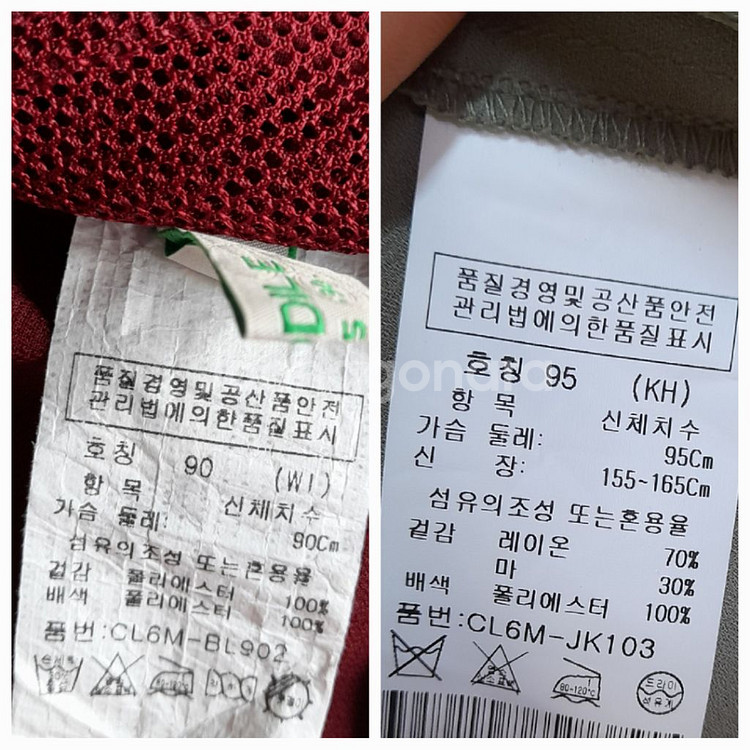 품질경영및공산품안전
관리법에의한품질표시
호칭 90 (WI)
항 목 신체치수
가슴 둘레: 90Cm
섬유의조성 또는혼용율
겉감 폴리에스터 100%
배색 폴리에스터 100%
품번:CL6M-BL902
품질경영및공산품안전
관리법에의한품질표시
호칭 95 (KH)
항 목 신체치수
가슴 둘레: 95Cm
신 장: 155~165Cm
섬유의조성 또는혼용율
겉감 레이온 70%
마 30%
배색 폴리에스터 100%
품번:CL6M-JK103
80~120℃
드라이
석유계